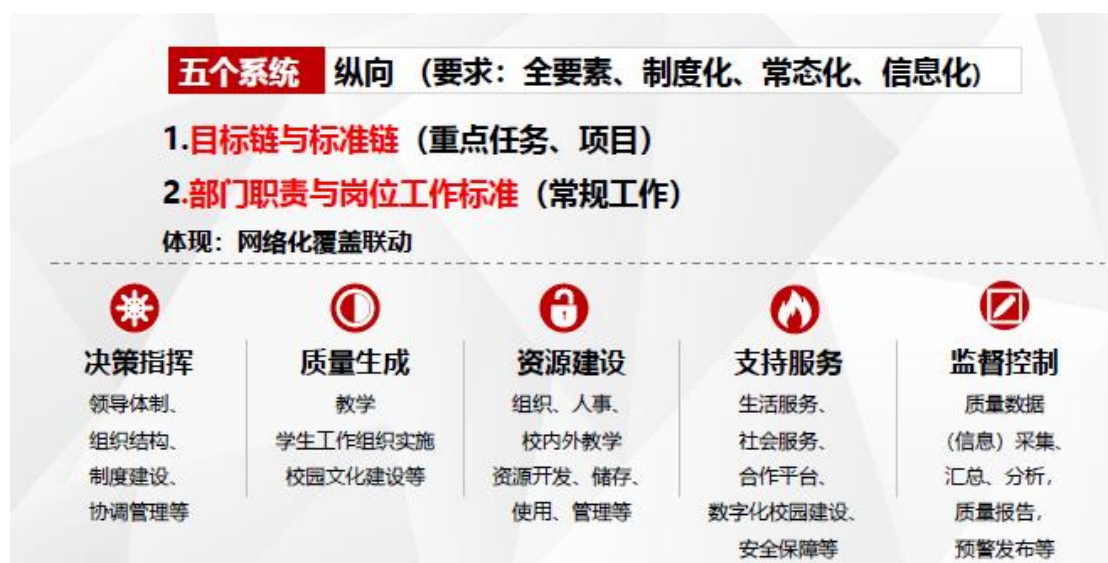 五个系统 纵向 （要求：全要素、制度化、常态化、信息化)
1.目标链与标准链（重点任务、项目）
2.部门职责与岗位工作标准（常规工作）
体现：网络化覆盖联动
决策指挥
领导体制、
组织结构、
制度建设、
协调管理等
质量生成
教学
学生工作组织实施
校园文化建设等
资源建设
组织、人事、
校内外教学
资源开发、储存、
使用、管理等
支持服务
生活服务、
社会服务、
合作平台、
数字化校园建设、
安全保障等
监督控制
质量数据
（信息）采集、
汇总、分析，
质量报告，
预警发布等